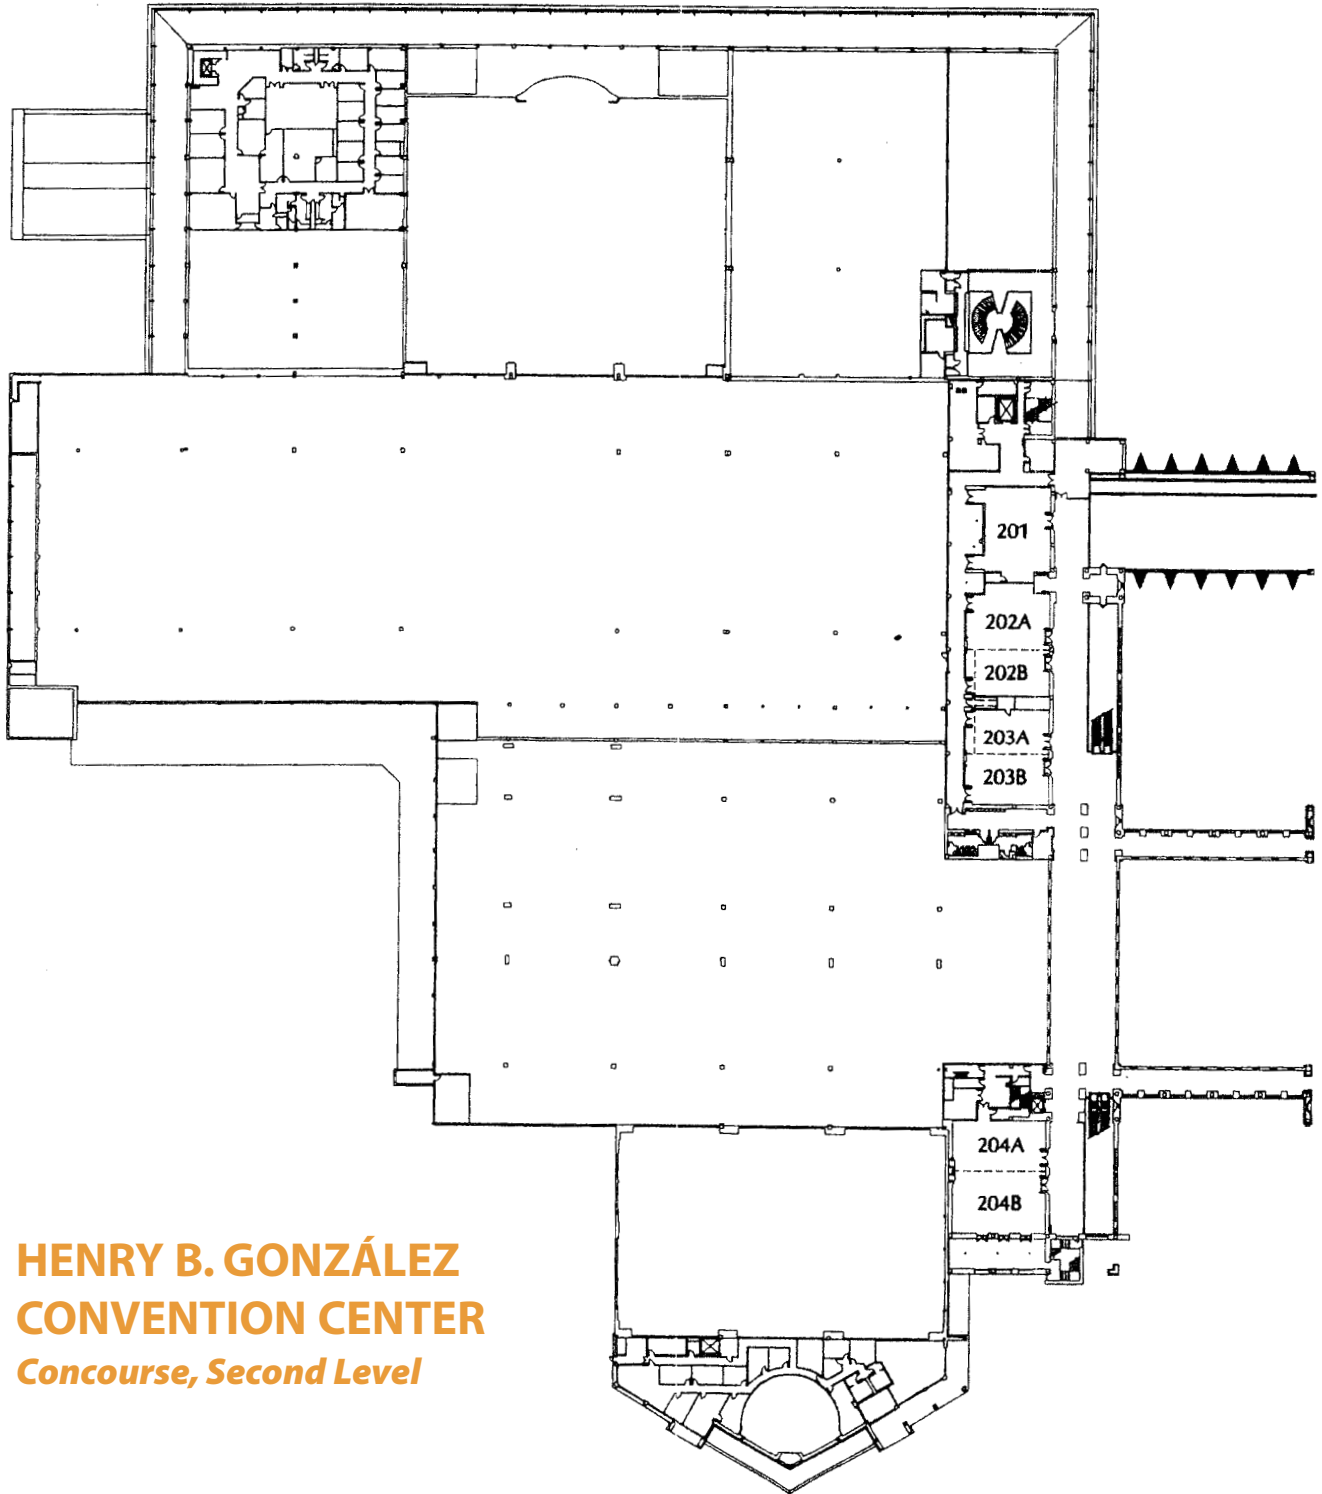 201
202A
202B
203A
203B
204A
204B
HENRY B. GONZÁLEZ
CONVENTION CENTER
Concourse, Second Level